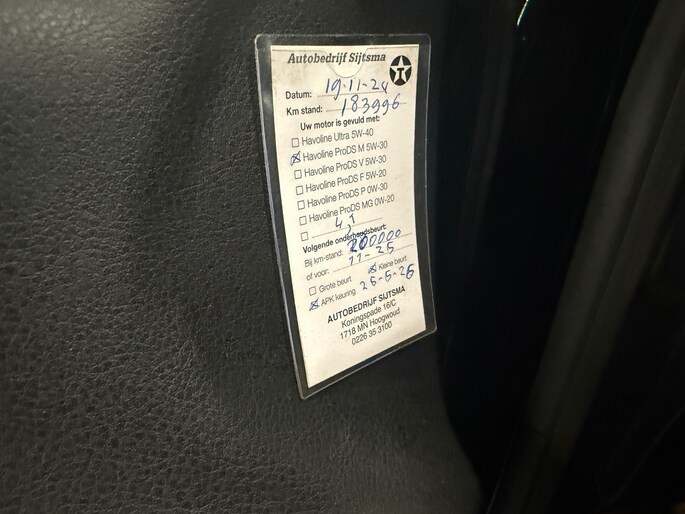 Autobedrijf Sijtsma
Datum: 19-11-24
Km stand: 183996
Uw motor is gevuld met:
Havoline Ultra 5W-40
Havoline ProDS M 5W-30
Havoline ProDS V 5W-30
Havoline ProDS F 5W-20
Havoline ProDS P 0W-30
Havoline ProDS MG 0W-20
Volgende onderhoudsbeurt:
Bij km-stand: 200000
of voor: 11-25
Grote beurt Kleine beurt
APK keuring 26-5-26
AUTOBEDRIJF SIJTSMA
Koningspade 16/C
1718 MN Hoogwoud
0226 35 3100